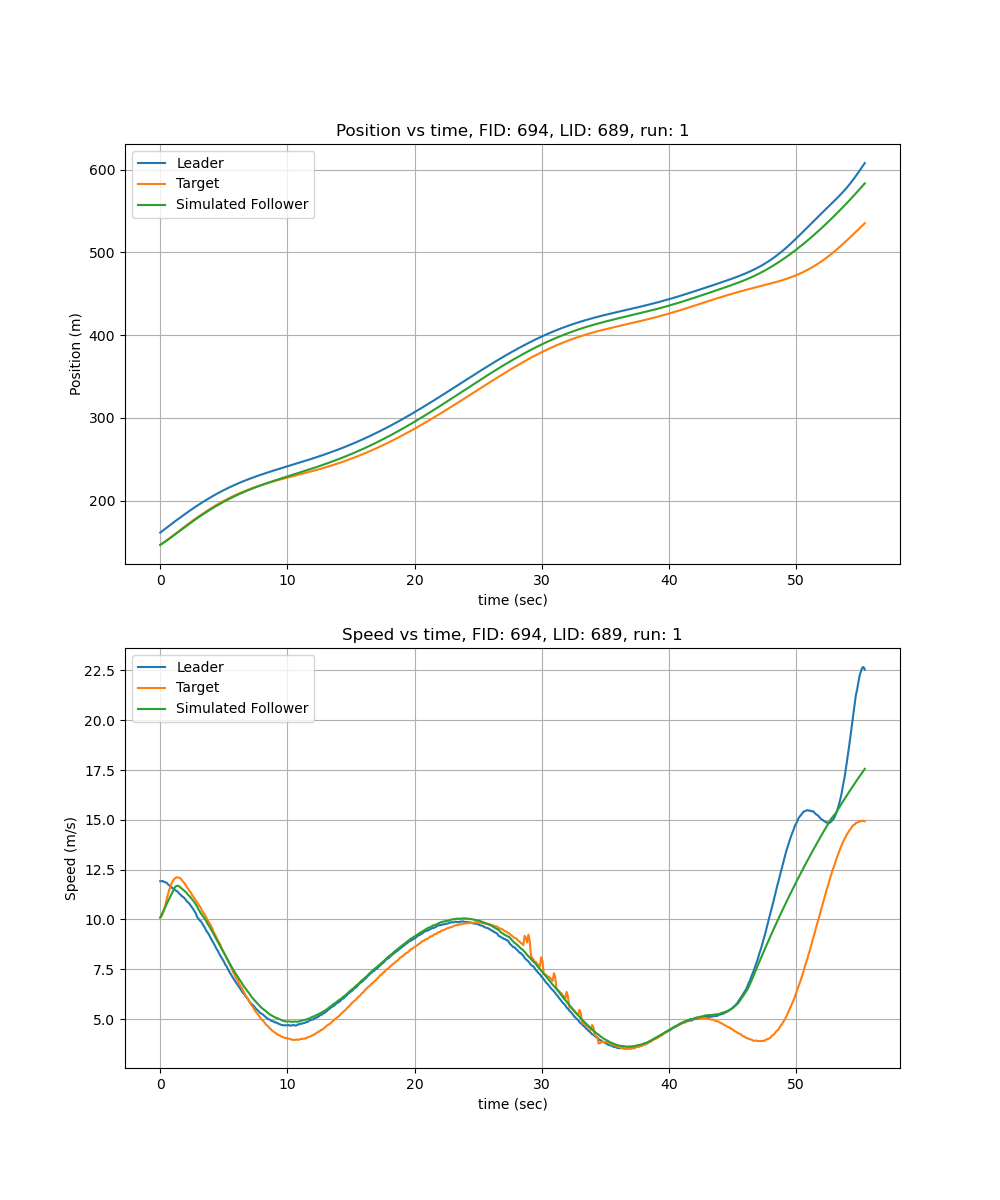 Position vs time, FID: 694, LID: 689, run: 1
Leader
Target
Simulated Follower
600
500
400
300
200
Position (m)
0 10 20 30 40 50
time (sec)
Speed vs time, FID: 694, LID: 689, run: 1
Leader
Target
Simulated Follower
22.5
20.0
17.5
15.0
12.5
10.0
7.5
5.0
Speed (m/s)
0 10 20 30 40 50
time (sec)